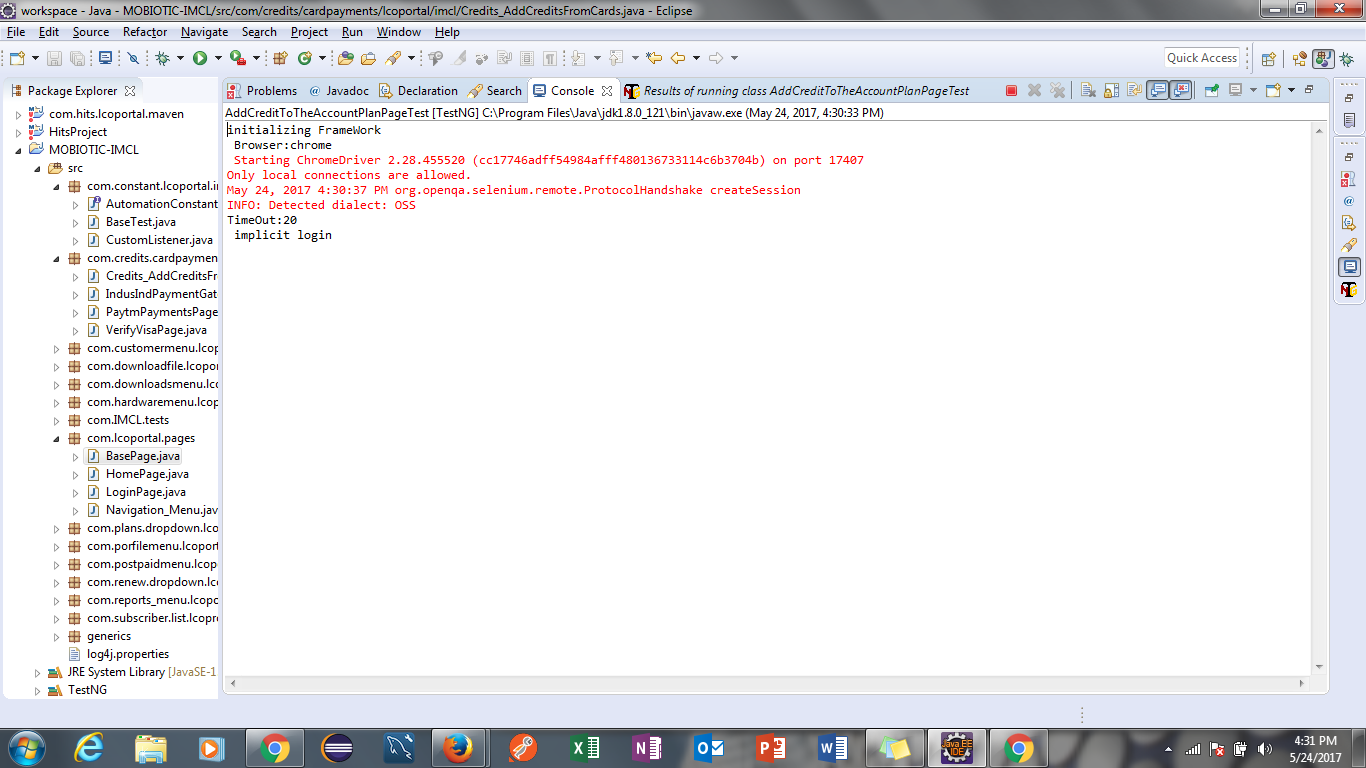 workspace - Java - MOBIOTIC-IMCL/src/com/credits/cardpayments/lcoportal/imcl/Credits_AddCreditsFromCards.java - Eclipse
File Edit Source Refactor Navigate Search Project Run Window Help
Quick Access
Package Explorer
Problems @ Javadoc Declaration Search Console Results of running class AddCreditToTheAccountPlanPageTest
AddCreditToTheAccountPlanPageTest [TestNG] C:\Program Files\Java\jdk1.8.0_121\bin\javaw.exe (May 24, 2017, 4:30:33 PM)
initializing FrameWork
Browser:chrome
Starting ChromeDriver 2.28.455520 (cc17746adff54984afff480136733114c6b3704b) on port 17407
Only local connections are allowed.
May 24, 2017 4:30:37 PM org.openqa.selenium.remote.ProtocolHandshake createSession
INFO: Detected dialect: OSS
TimeOut:20
implicit login
com.hits.lcoportal.maven
HitsProject
MOBIOTIC-IMCL
src
com.constant.lcoportal.i
AutomationConstant
BaseTest.java
CustomListener.java
com.credits.cardpaymen
Credits_AddCreditsFr
IndusIndPaymentGat
PaytmPaymentsPage
VerifyVisaPage.java
com.customermenu.lcop
com.downloadfile.lcopor
com.downloadsmenu.lco
com.hardwaremenu.lcop
com.IMCL.tests
com.lcoportal.pages
BasePage.java
HomePage.java
LoginPage.java
Navigation_Menu.jav
com.plans.dropdown.lco
com.porfilemenu.lcoport
com.postpaidmenu.lcop
com.renew.dropdown.lc
com.reports_menu.lcopo
com.subscriber.list.lcopr
generics
log4j.properties
JRE System Library [JavaSE-1
TestNG
Java EE
IDE
4:31 PM
5/24/2017